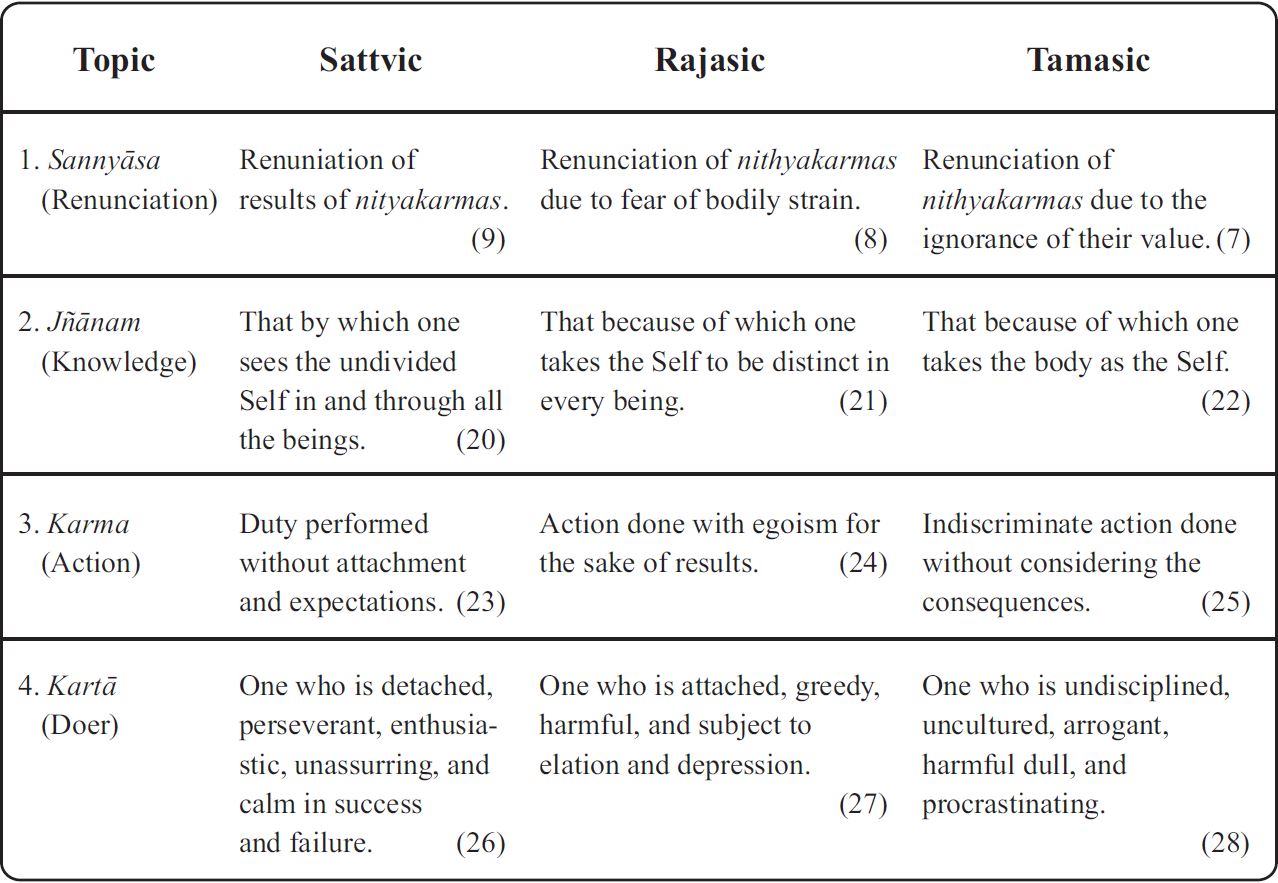 Topic Sattvic Rajasic Tamasic
1. Sannyāsa
(Renunciation)
Renuniation of
results of nityakarmas.
(9)
Renunciation of nithyakarmas
due to fear of bodily strain.
(8)
Renunciation of
nithyakarmas due to the
ignorance of their value. (7)
2. Jñānam
(Knowledge)
That by which one
sees the undivided
Self in and through all
the beings. (20)
That because of which one
takes the Self to be distinct in
every being. (21)
That because of which one
takes the body as the Self.
(22)
3. Karma
(Action)
Duty performed
without attachment
and expectations. (23)
Action done with egoism for
the sake of results. (24)
Indiscriminate action done
without considering the
consequences. (25)
4. Kartā
(Doer)
One who is detached,
perseverant, enthusia-
stic, unassurring, and
calm in success
and failure. (26)
One who is attached, greedy,
harmful, and subject to
elation and depression.
(27)
One who is undisciplined,
uncultured, arrogant,
harmful dull, and
procrastinating.
(28)